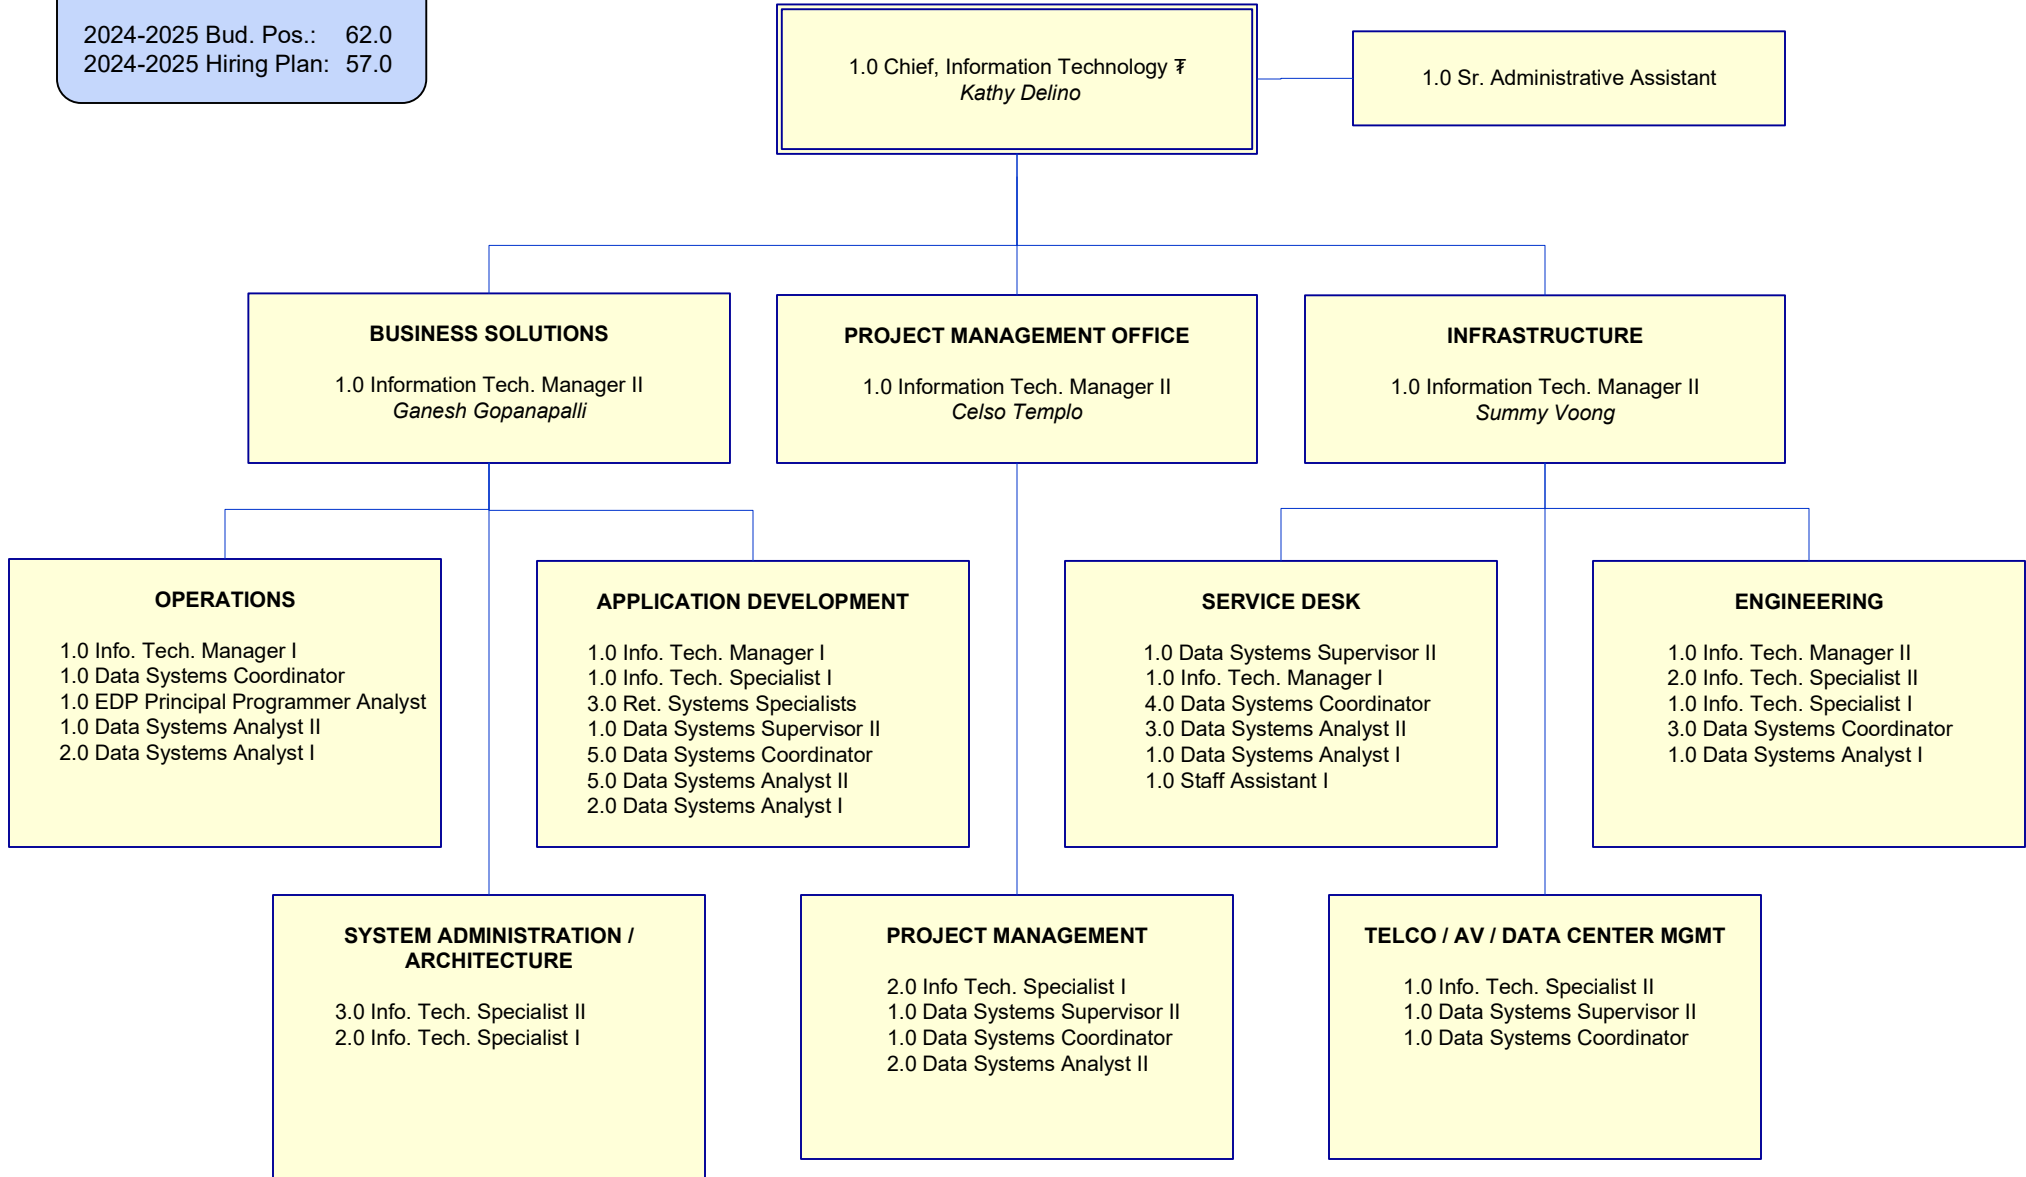 2024-2025 Bud. Pos.: 62.0
2024-2025 Hiring Plan: 57.0
1.0 Chief, Information Technology ₮
Kathy Delino
1.0 Sr. Administrative Assistant
BUSINESS SOLUTIONS
1.0 Information Tech. Manager II
Ganesh Gopanapalli
PROJECT MANAGEMENT OFFICE
1.0 Information Tech. Manager II
Celso Templo
INFRASTRUCTURE
1.0 Information Tech. Manager II
Summy Voong
OPERATIONS
1.0 Info. Tech. Manager I
1.0 Data Systems Coordinator
1.0 EDP Principal Programmer Analyst
1.0 Data Systems Analyst II
2.0 Data Systems Analyst I
APPLICATION DEVELOPMENT
1.0 Info. Tech. Manager I
1.0 Info. Tech. Specialist I
3.0 Ret. Systems Specialists
1.0 Data Systems Supervisor II
5.0 Data Systems Coordinator
5.0 Data Systems Analyst II
2.0 Data Systems Analyst I
SERVICE DESK
1.0 Data Systems Supervisor II
1.0 Info. Tech. Manager I
4.0 Data Systems Coordinator
3.0 Data Systems Analyst II
1.0 Data Systems Analyst I
1.0 Staff Assistant I
ENGINEERING
1.0 Info. Tech. Manager II
2.0 Info. Tech. Specialist II
1.0 Info. Tech. Specialist I
3.0 Data Systems Coordinator
1.0 Data Systems Analyst I
SYSTEM ADMINISTRATION /
ARCHITECTURE
3.0 Info. Tech. Specialist II
2.0 Info. Tech. Specialist I
PROJECT MANAGEMENT
2.0 Info Tech. Specialist I
1.0 Data Systems Supervisor II
1.0 Data Systems Coordinator
2.0 Data Systems Analyst II
TELCO / AV / DATA CENTER MGMT
1.0 Info. Tech. Specialist II
1.0 Data Systems Supervisor II
1.0 Data Systems Coordinator